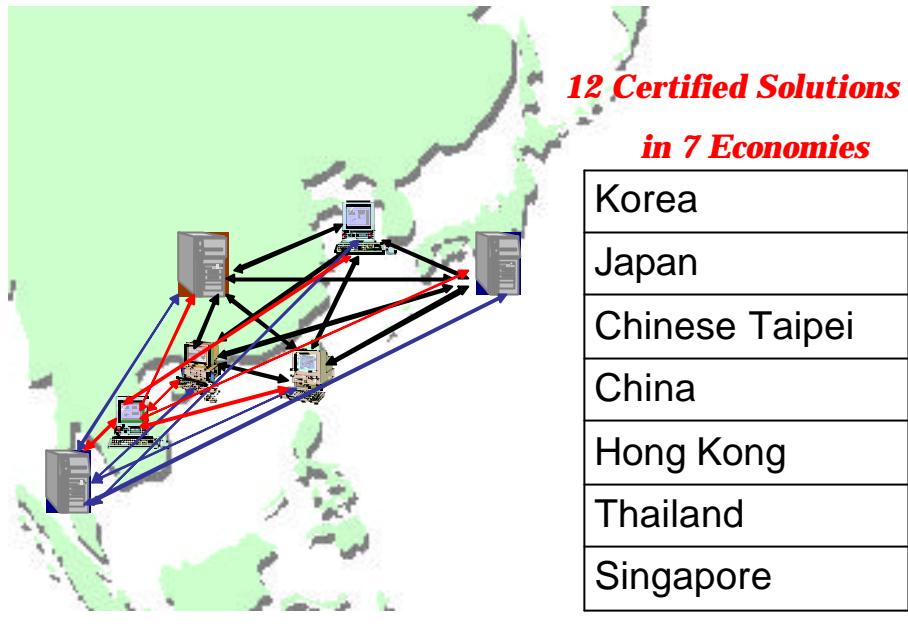 12 Certified Solutions
in 7 Economies
Korea
Japan
Chinese Taipei
China
Hong Kong
Thailand
Singapore